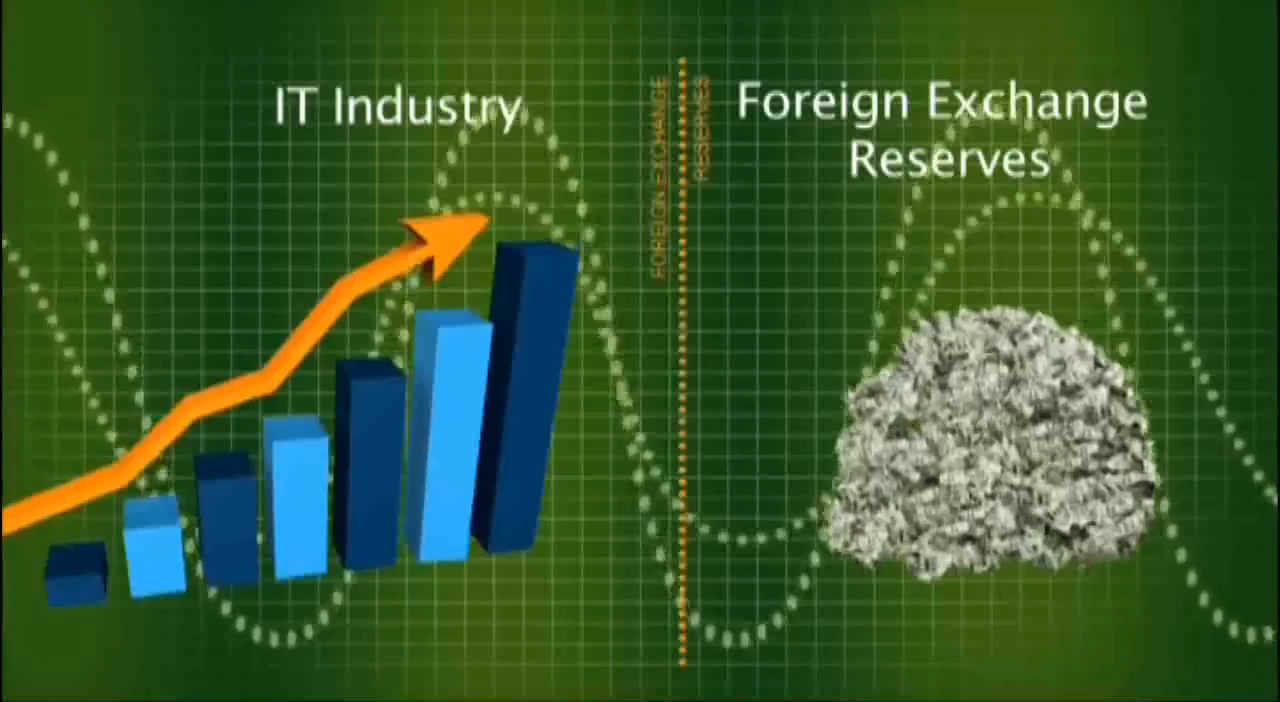 IT Industry
FOREIGN EXCHANGE
RESERVES
Foreign Exchange
Reserves